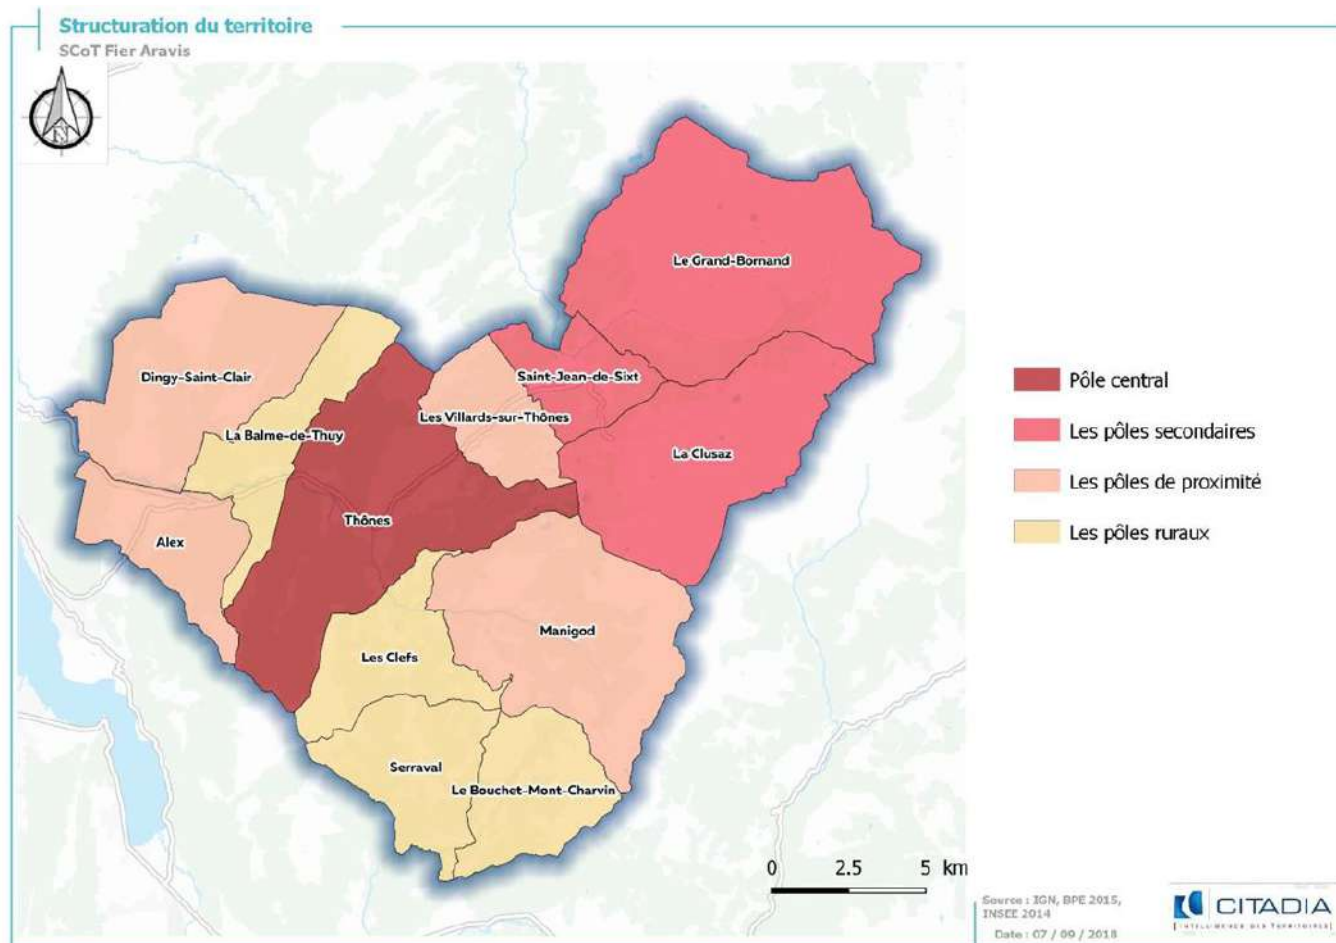 Structuration du territoire
SCoT Fier Aravis
N
Le Grand-Bornand
Dingy-Saint-Clair
Saint-Jean-de-Sixt
Les Villards-sur-Thônes
La Balme-de-Thuy
La Clusaz
Thônes
Alex
Manigod
Les Clefs
Serraval
Le Bouchet-Mont-Charvin
Pôle central
Les pôles secondaires
Les pôles de proximité
Les pôles ruraux
0 2.5 5 km
Source : IGN, BPE 2015,
INSEE 2014
Date : 07 / 09 / 2018
CITADIA
INTELLIGENCE DES TERRITOIRES